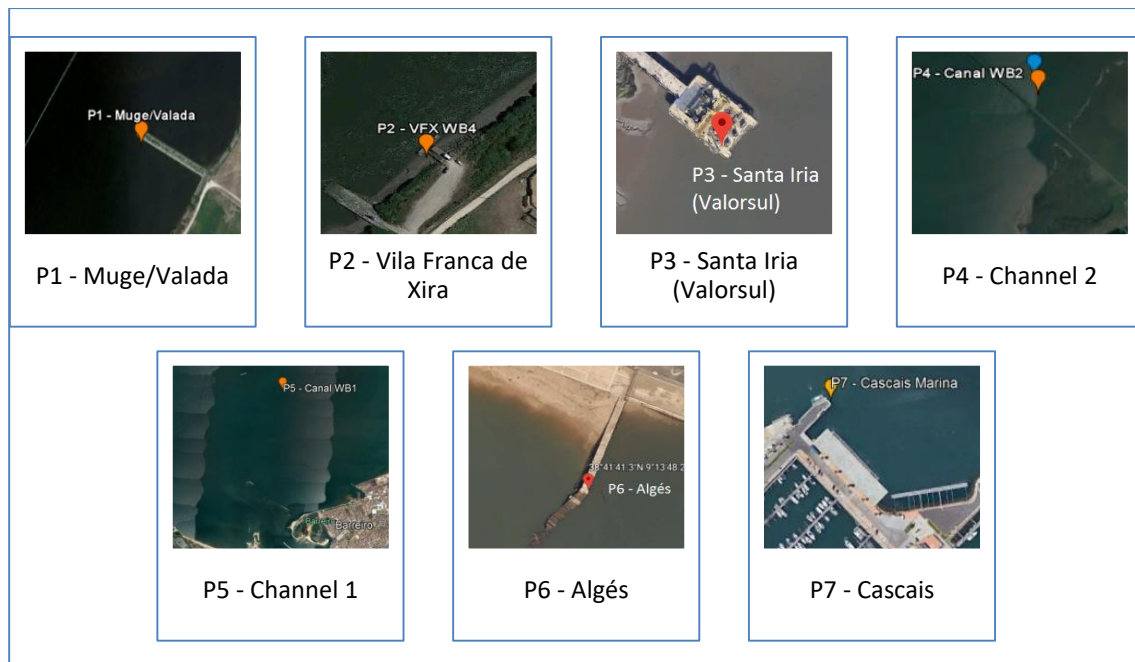 P1 - Muge/Valada
P1 - Muge/Valada
P2 - VFX WB4
P2 - Vila Franca de
Xira
P3 - Santa Iria
(Valorsul)
P3 - Santa Iria
(Valorsul)
P4 - Canal WB2
P4 - Channel 2
P5 - Canal WB1
Barreiro
Barreiro
P5 - Channel 1
38°41'41.3"N 9°13'48.2
P6 - Algés
P6 - Algés
P7 - Cascais Marina
P7 - Cascais